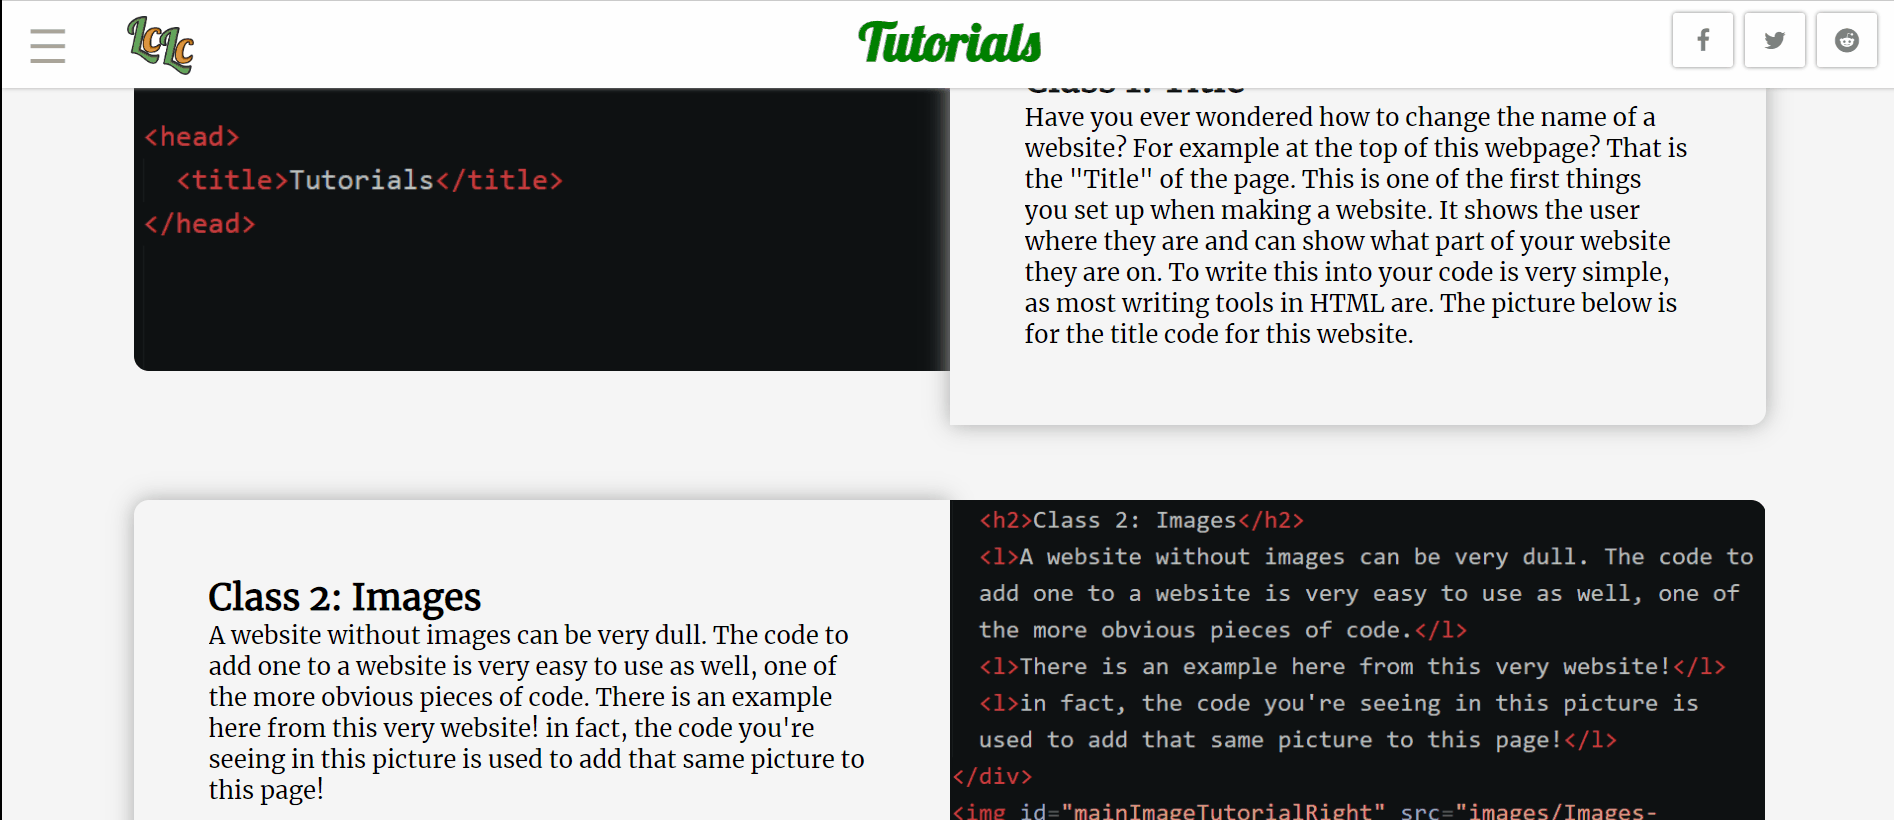 LcLc
Tutorials
<head>
<title>Tutorials</title>
</head>
Class 1: Title
Have you ever wondered how to change the name of a
website? For example at the top of this webpage? That is
the "Title" of the page. This is one of the first things
you set up when making a website. It shows the user
where they are and can show what part of your website
they are on. To write this into your code is very simple,
as most writing tools in HTML are. The picture below is
for the title code for this website.
Class 2: Images
A website without images can be very dull. The code to
add one to a website is very easy to use as well, one of
the more obvious pieces of code. There is an example
here from this very website! in fact, the code you're
seeing in this picture is used to add that same picture to
this page!
<h2>Class 2: Images</h2>
<l>A website without images can be very dull. The code to
add one to a website is very easy to use as well, one of
the more obvious pieces of code.</l>
<l>There is an example here from this very website!</l>
<l>in fact, the code you're seeing in this picture is
used to add that same picture to this page!</l>
</div>
<img id="mainImageTutorialRight" src="images/Images-